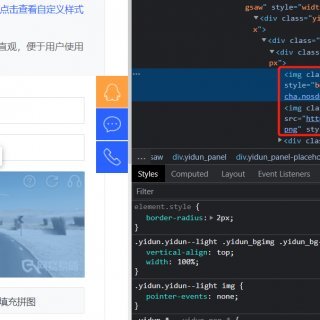 点击查看自定义样式
直观，便于用户使用
填充拼图
gsaw" style="widt
x">
<div class="yi
<div class=
px">
<img cla
style="b
cha.nosd
<img cla
src="htt
png" sty
<div cla
... osaw div.yidun_panel div.yidun_panel-placeho
Styles Computed Layout Event Listeners
Filter
element.style {
border-radius: 2px;
}
.yidun.yidun--light .yidun_bgimg .yidun_bg-
vertical-align: top;
width: 100%;
}
.yidun.yidun--light img {
pointer-events: none;
}